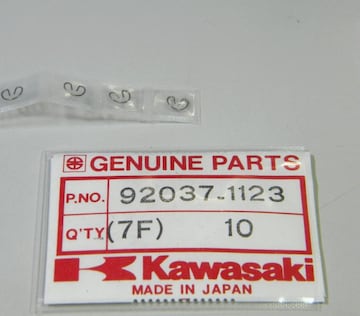 GENUINE PARTS
P.NO. 92037-1123
Q'TY (7F) 10
Kawasaki
MADE IN JAPAN